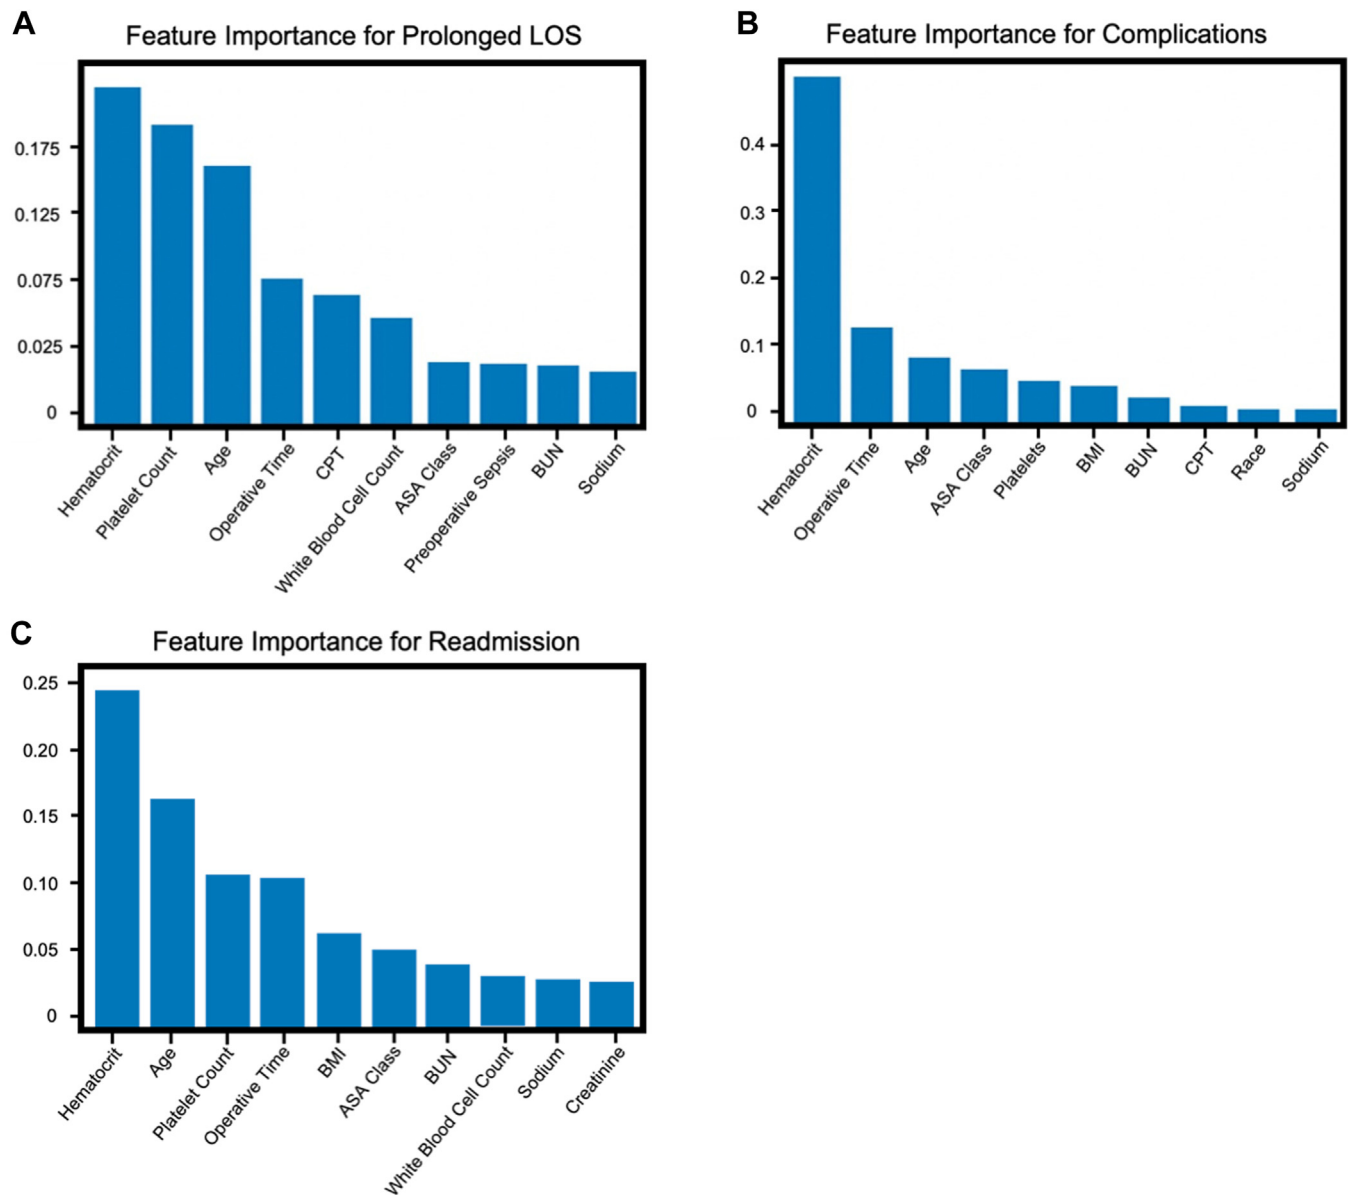 A
Feature Importance for Prolonged LOS
0.175
0.125
0.075
0.025
0
Hematocrit
Platelet Count
Age
Operative Time
CPT
White Blood Cell Count
ASA Class
Preoperative Sepsis
BUN
Sodium
B
Feature Importance for Complications
0.4
0.3
0.2
0.1
0
Hematocrit
Operative Time
Age
ASA Class
Platelets
BMI
BUN
CPT
Race
Sodium
C
Feature Importance for Readmission
0.25
0.20
0.15
0.10
0.05
0
Hematocrit
Age
Platelet Count
Operative Time
BMI
ASA Class
BUN
White Blood Cell Count
Sodium
Creatinine